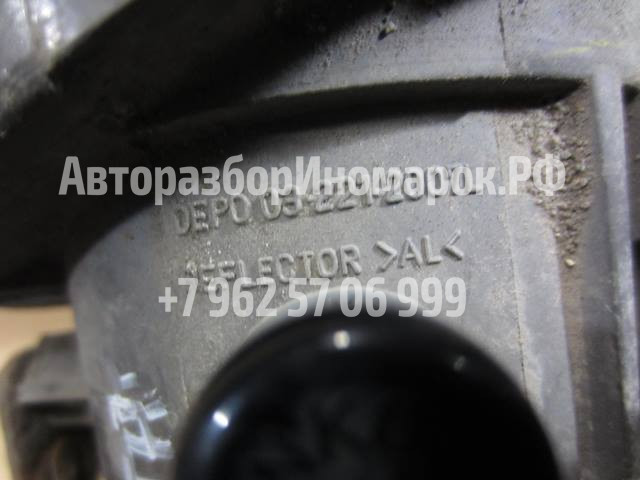 АвторазборИномарок.РФ
DEPO
REFLECTOR >AL<
+7 962 57 06 999